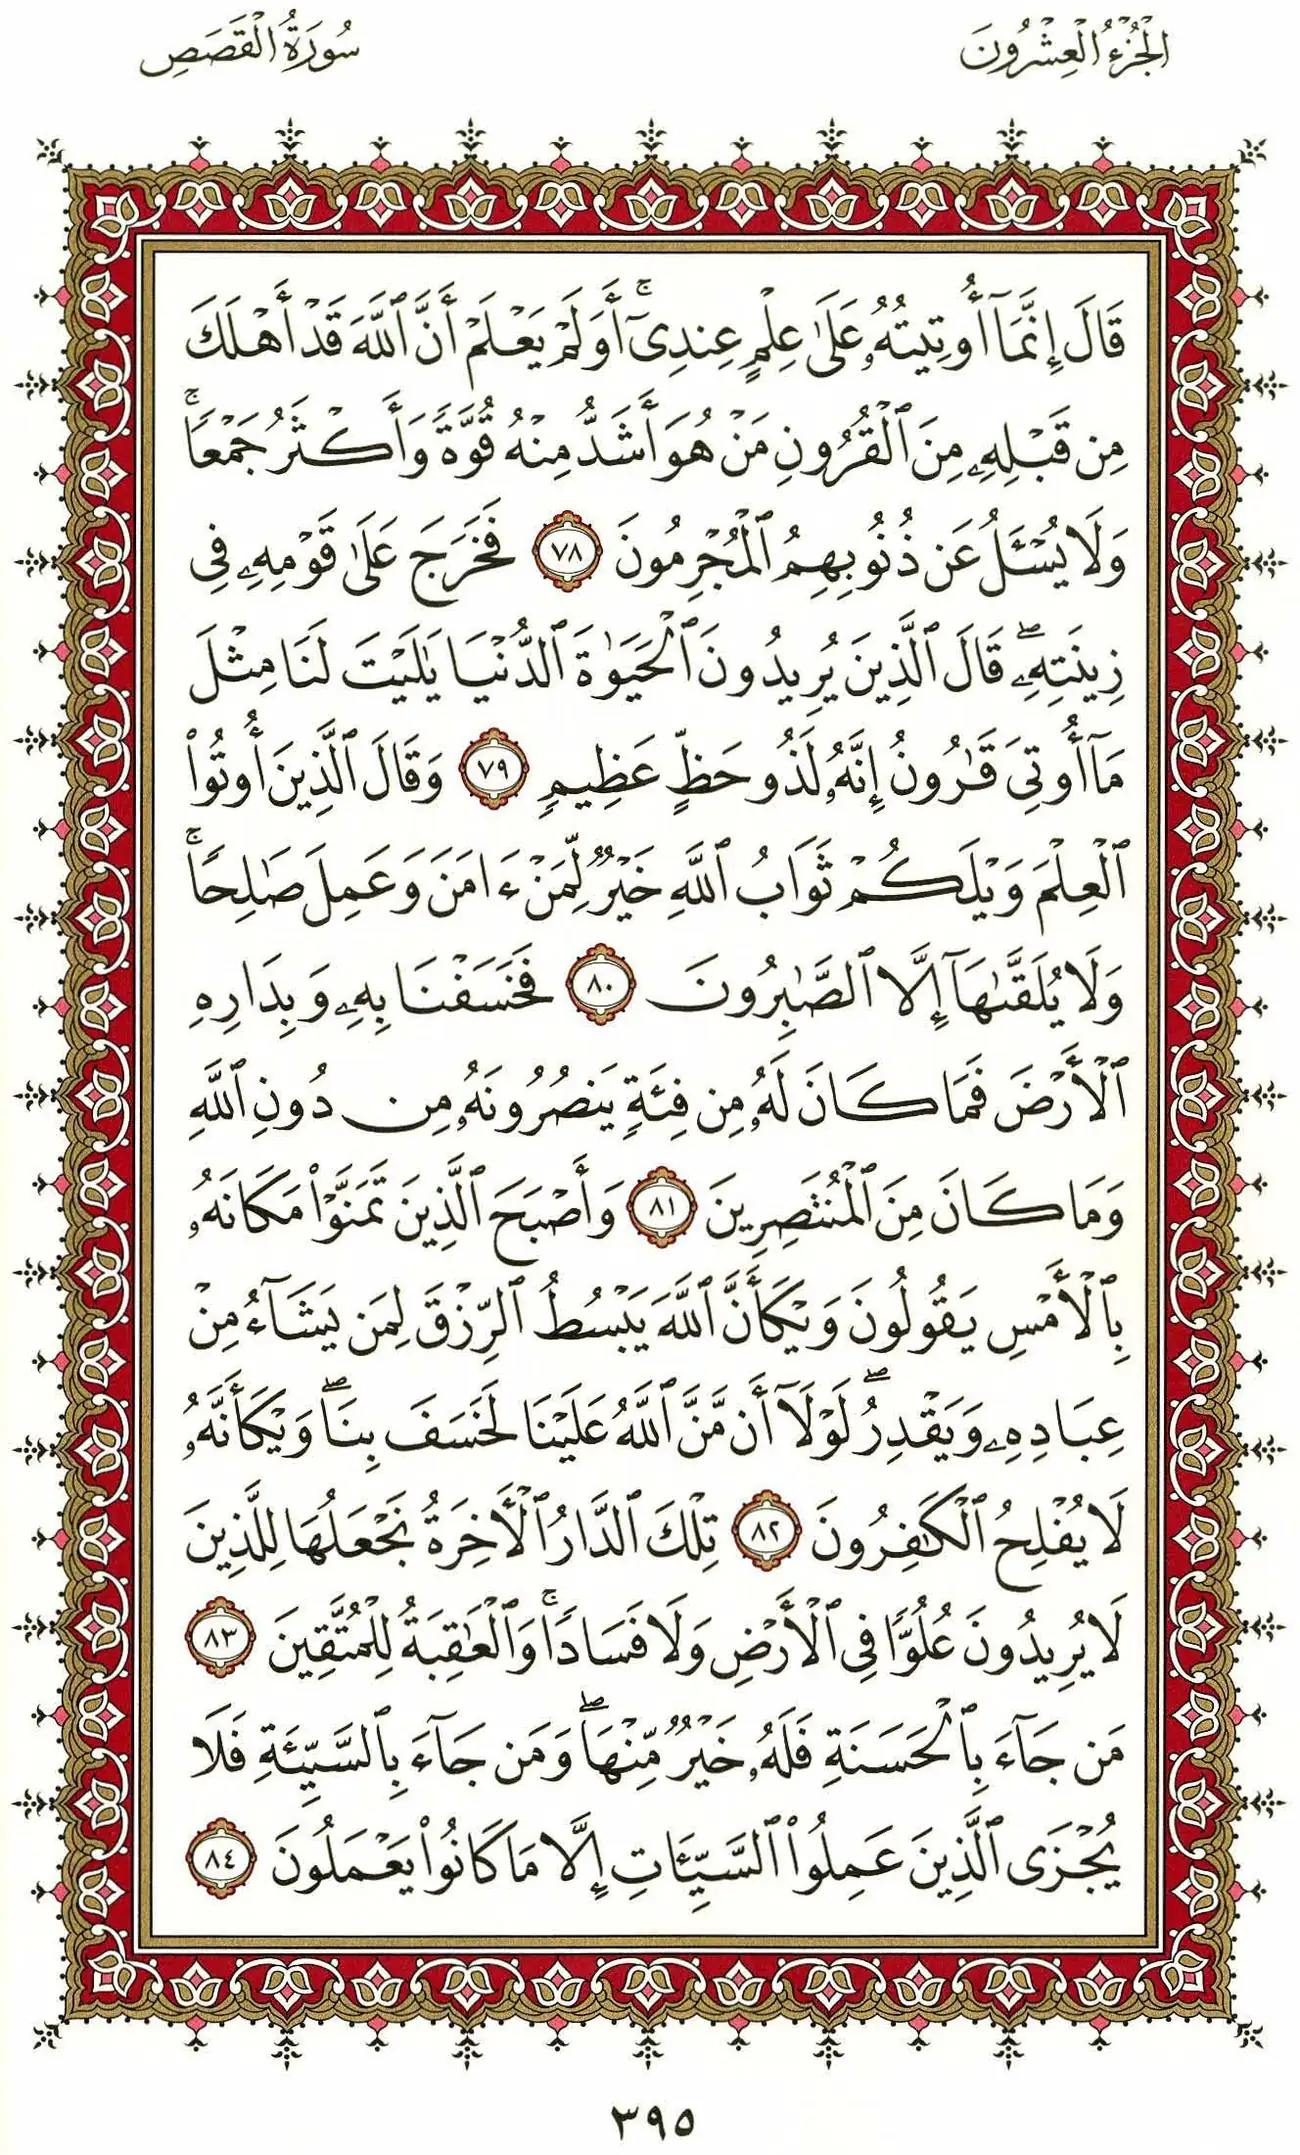 الجزء العشرون
سورة القصص
قَالَ إِنَّمَآ أُوتِيتُهُۥ عَلَىٰ عِلْمٍ عِندِىٓ ۚ أَوَلَمْ يَعْلَمْ أَنَّ ٱللَّهَ قَدْ أَهْلَكَ
مِن قَبْلِهِۦ مِنَ ٱلْقُرُونِ مَنْ هُوَ أَشَدُّ مِنْهُ قُوَّةً وَأَكْثَرُ جَمْعًا ۚ
وَلَا يُسْـَٔلُ عَن ذُنُوبِهِمُ ٱلْمُجْرِمُونَ ٧٨ فَخَرَجَ عَلَىٰ قَوْمِهِۦ فِى
زِينَتِهِۦ ۖ قَالَ ٱلَّذِينَ يُرِيدُونَ ٱلْحَيَوٰةَ ٱلدُّنْيَا يَٰلَيْتَ لَنَا مِثْلَ
مَآ أُوتِىَ قَٰرُونُ إِنَّهُۥ لَذُو حَظٍّ عَظِيمٍ ٧٩ وَقَالَ ٱلَّذِينَ أُوتُوا۟
ٱلْعِلْمَ وَيْلَكُمْ ثَوَابُ ٱللَّهِ خَيْرٌ لِّمَنْ ءَامَنَ وَعَمِلَ صَٰلِحًا ۚ
وَلَا يُلَقَّىٰهَآ إِلَّا ٱلصَّٰبِرُونَ ٨٠ فَخَسَفْنَا بِهِۦ وَبِدَارِهِ
ٱلْأَرْضَ فَمَا كَانَ لَهُۥ مِن فِئَةٍ يَنصُرُونَهُۥ مِن دُونِ ٱللَّهِ
وَمَا كَانَ مِنَ ٱلْمُنتَصِرِينَ ٨١ وَأَصْبَحَ ٱلَّذِينَ تَمَنَّوْا۟ مَكَانَهُۥ
بِٱلْأَمْسِ يَقُولُونَ وَيْكَأَنَّ ٱللَّهَ يَبْسُطُ ٱلرِّزْقَ لِمَن يَشَآءُ مِنْ
عِبَادِهِۦ وَيَقْدِرُ ۖ لَوْلَآ أَن مَّنَّ ٱللَّهُ عَلَيْنَا لَخَسَفَ بِنَا ۖ وَيْكَأَنَّهُۥ
لَا يُفْلِحُ ٱلْكَٰفِرُونَ ٨٢ تِلْكَ ٱلدَّارُ ٱلْأَخِرَةُ نَجْعَلُهَا لِلَّذِينَ
لَا يُرِيدُونَ عُلُوًّا فِى ٱلْأَرْضِ وَلَا فَسَادًا ۚ وَٱلْعَٰقِبَةُ لِلْمُتَّقِينَ ٨٣
مَن جَآءَ بِٱلْحَسَنَةِ فَلَهُۥ خَيْرٌ مِّنْهَا ۖ وَمَن جَآءَ بِٱلسَّيِّئَةِ فَلَا
يُجْزَى ٱلَّذِينَ عَمِلُوا۟ ٱلسَّيِّـَٔاتِ إِلَّا مَا كَانُوا۟ يَعْمَلُونَ ٨٤
٣٩٥